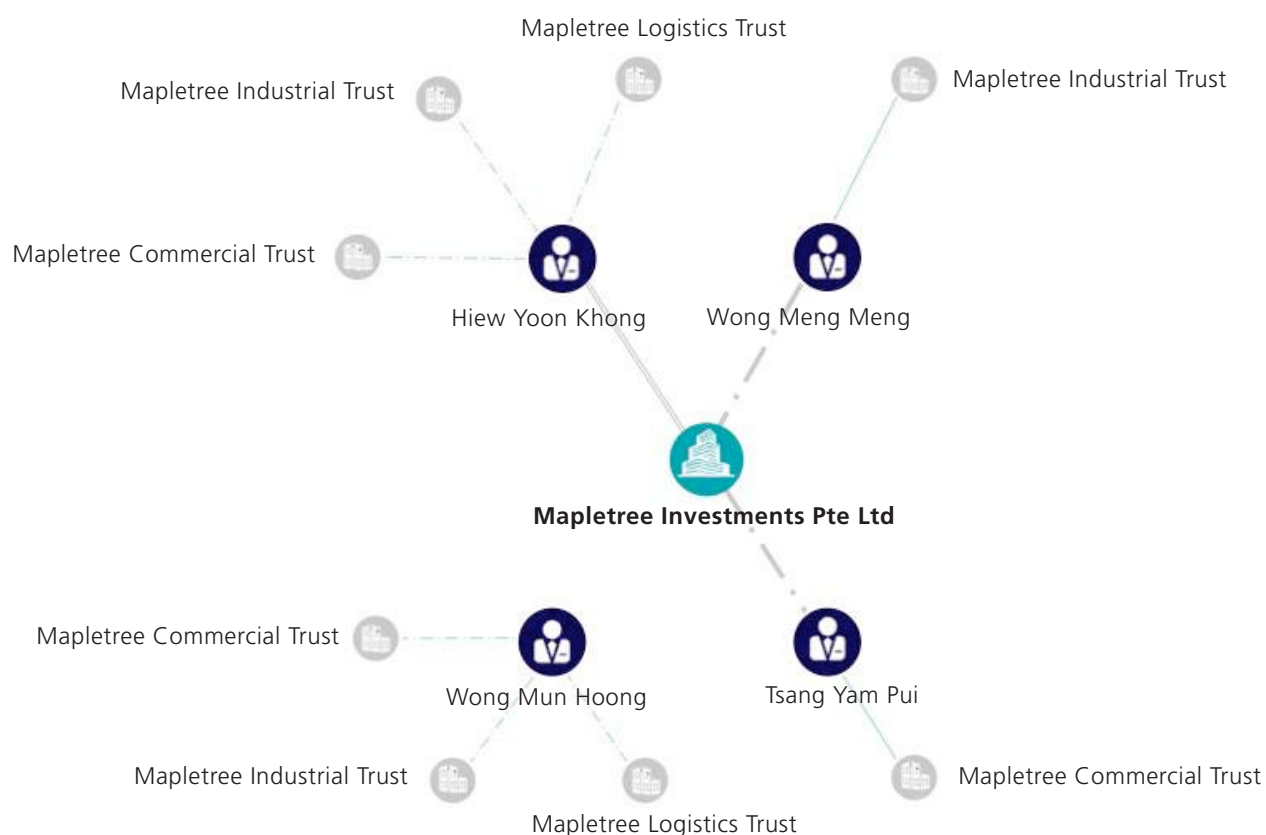 Mapletree Logistics Trust
Mapletree Industrial Trust
Mapletree Industrial Trust
Mapletree Commercial Trust
Hiew Yoon Khong
Wong Meng Meng
Mapletree Investments Pte Ltd
Mapletree Commercial Trust
Wong Mun Hoong
Tsang Yam Pui
Mapletree Industrial Trust
Mapletree Commercial Trust
Mapletree Logistics Trust